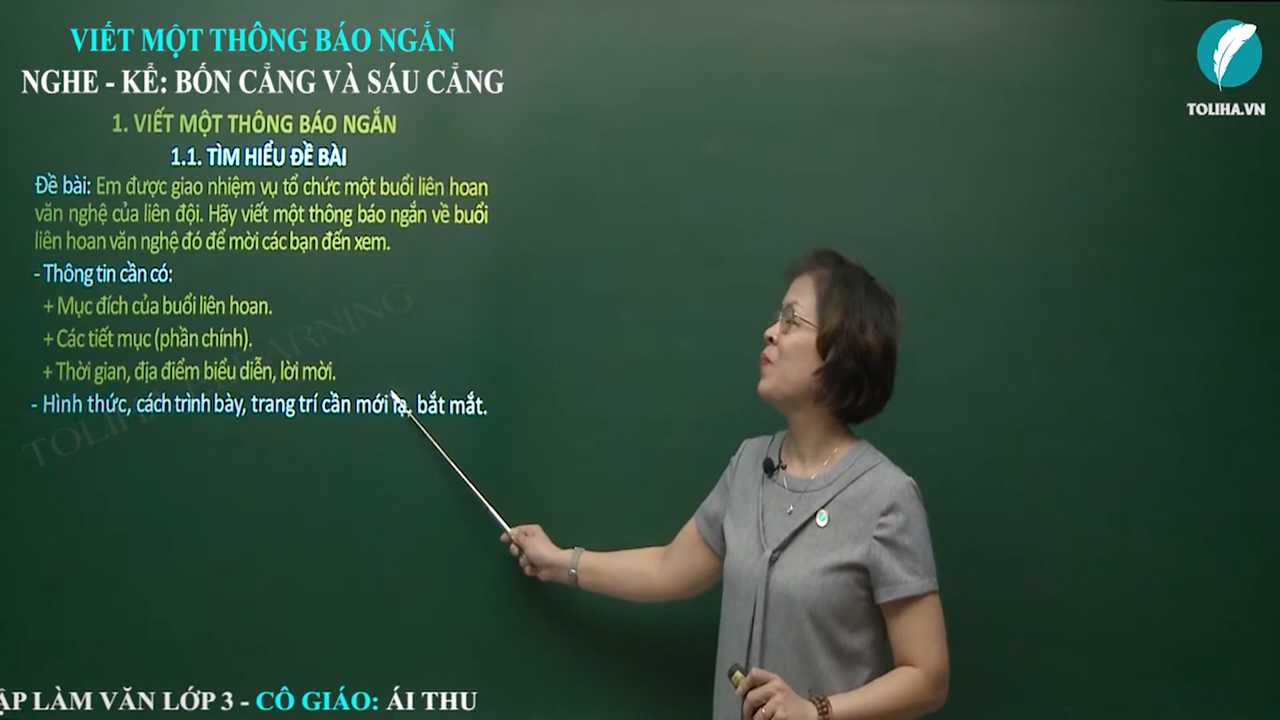 VIẾT MỘT THÔNG BÁO NGẮN
NGHE - KỂ: BỐN CẲNG VÀ SÁU CẲNG
1. VIẾT MỘT THÔNG BÁO NGẮN
1.1. TÌM HIỂU ĐỀ BÀI
Đề bài: Em được giao nhiệm vụ tổ chức một buổi liên hoan
văn nghệ của liên đội. Hãy viết một thông báo ngắn về buổi
liên hoan văn nghệ đó để mời các bạn đến xem.
- Thông tin cần có:
+ Mục đích của buổi liên hoan.
+ Các tiết mục (phần chính).
+ Thời gian, địa điểm biểu diễn, lời mời.
- Hình thức, cách trình bày, trang trí cần mới lạ, bắt mắt.
TOLIHA.VN
ẬP LÀM VĂN LỚP 3 - CÔ GIÁO: ÁI THU